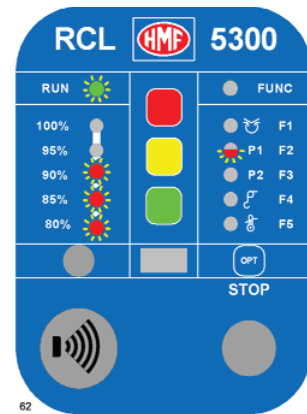 RCL HMF 5300
RUN FUNC
100% F1
95% P1 F2
90% P2 F3
85% F4
80% F5
OPT
STOP
62